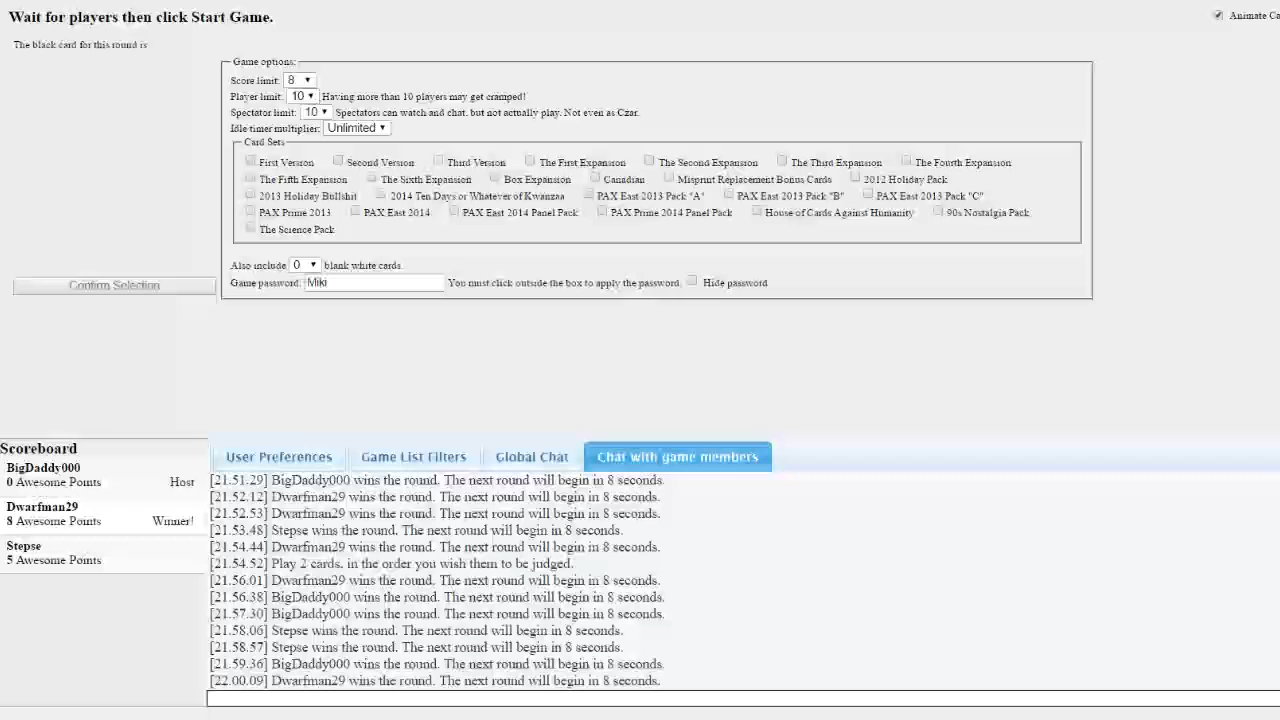 Wait for players then click Start Game.
Animate Ca
The black card for this round is
Game options:
Score limit: 8
Player limit: 10 Having more than 10 players may get cramped!
Spectator limit: 10 Spectators can watch and chat, but not actually play. Not even as Czar.
Idle timer multiplier: Unlimited
Card Sets
First Version Second Version Third Version The First Expansion The Second Expansion The Third Expansion The Fourth Expansion
The Fifth Expansion The Sixth Expansion Box Expansion Canadian Misprint Replacement Bonus Cards 2012 Holiday Pack
2013 Holiday Bullshit 2014 Ten Days or Whatever of Kwanzaa PAX East 2013 Pack "A" PAX East 2013 Pack "B" PAX East 2013 Pack "C"
PAX Prime 2013 PAX East 2014 PAX East 2014 Panel Pack PAX Prime 2014 Panel Pack House of Cards Against Humanity 90s Nostalgia Pack
The Science Pack
Also include 0 blank white cards.
Game password: Miki You must click outside the box to apply the password. Hide password
Confirm Selection
Scoreboard
BigDaddy000
0 Awesome Points Host
Dwarfman29
8 Awesome Points Winner!
Stepse
5 Awesome Points
User Preferences Game List Filters Global Chat Chat with game members
[21.51.29] BigDaddy000 wins the round. The next round will begin in 8 seconds.
[21.52.12] Dwarfman29 wins the round. The next round will begin in 8 seconds.
[21.52.53] Dwarfman29 wins the round. The next round will begin in 8 seconds.
[21.53.48] Stepse wins the round. The next round will begin in 8 seconds.
[21.54.44] Dwarfman29 wins the round. The next round will begin in 8 seconds.
[21.54.52] Play 2 cards, in the order you wish them to be judged.
[21.56.01] Dwarfman29 wins the round. The next round will begin in 8 seconds.
[21.56.38] BigDaddy000 wins the round. The next round will begin in 8 seconds.
[21.57.30] BigDaddy000 wins the round. The next round will begin in 8 seconds.
[21.58.06] Stepse wins the round. The next round will begin in 8 seconds.
[21.58.57] Stepse wins the round. The next round will begin in 8 seconds.
[21.59.36] BigDaddy000 wins the round. The next round will begin in 8 seconds.
[22.00.09] Dwarfman29 wins the round. The next round will begin in 8 seconds.